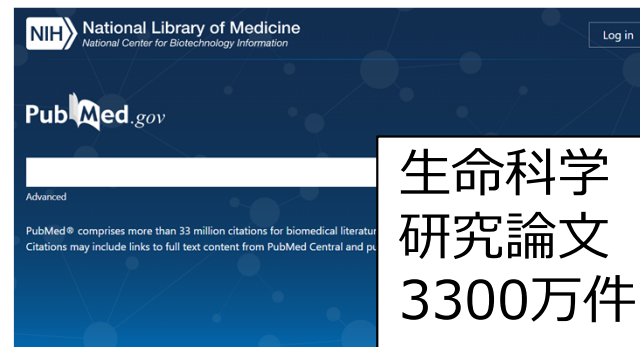 NIH National Library of Medicine
National Center for Biotechnology Information
Log in
PubMed.gov
Advanced
PubMed® comprises more than 33 million citations for biomedical
Citations may include links to full text content from PubMed Central and
生命科学
研究論文
3300万件